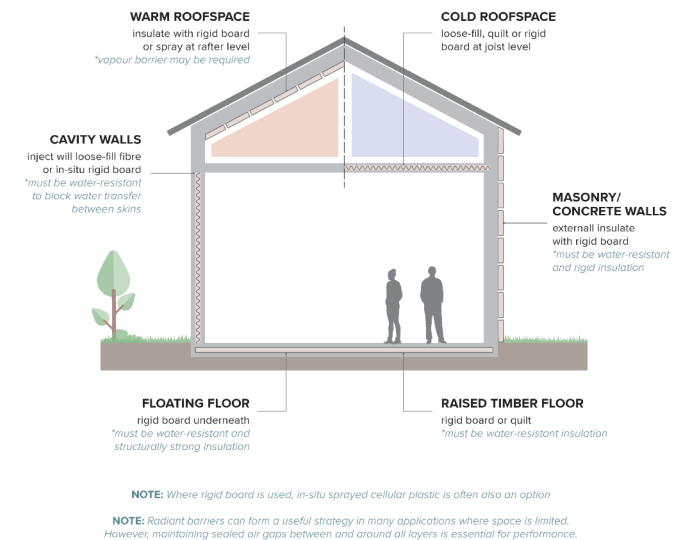 WARM ROOFSPACE
insulate with rigid board
or spray at rafter level
*vapour barrier may be required
COLD ROOFSPACE
loose-fill, quilt or rigid
board at joist level
CAVITY WALLS
inject will loose-fill fibre
or in-situ rigid board
*must be water-resistant
to block water transfer
between skins
MASONRY/
CONCRETE WALLS
externall insulate
with rigid board
*must be water-resistant
and rigid insulation
FLOATING FLOOR
rigid board underneath
*must be water-resistant and
structurally strong insulation
RAISED TIMBER FLOOR
rigid board or quilt
*must be water-resistant insulation
NOTE: Where rigid board is used, in-situ sprayed cellular plastic is often also an option
NOTE: Radiant barriers can form a useful strategy in many applications where space is limited.
However, maintaining sealed air gaps between and around all layers is essential for performance.